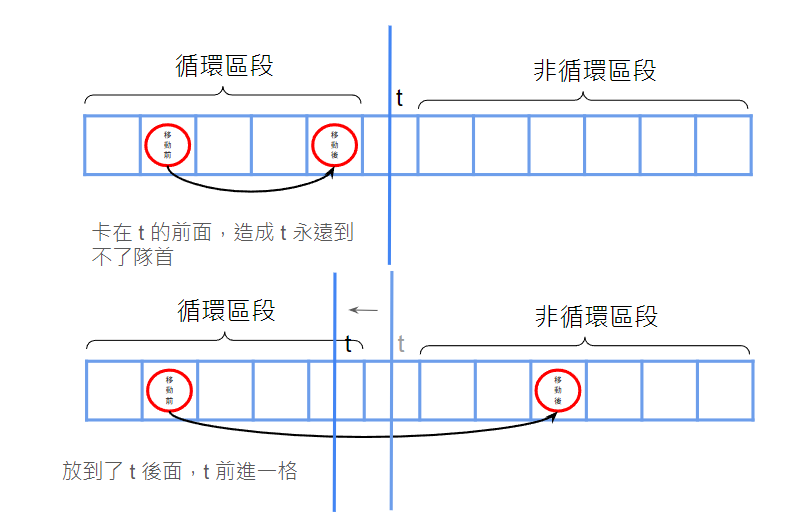 循環區段
非循環區段
t
移動前
移動後
卡在 t 的前面，造成 t 永遠到
不了隊首
循環區段
非循環區段
t
t
移動前
移動後
放到了 t 後面，t 前進一格